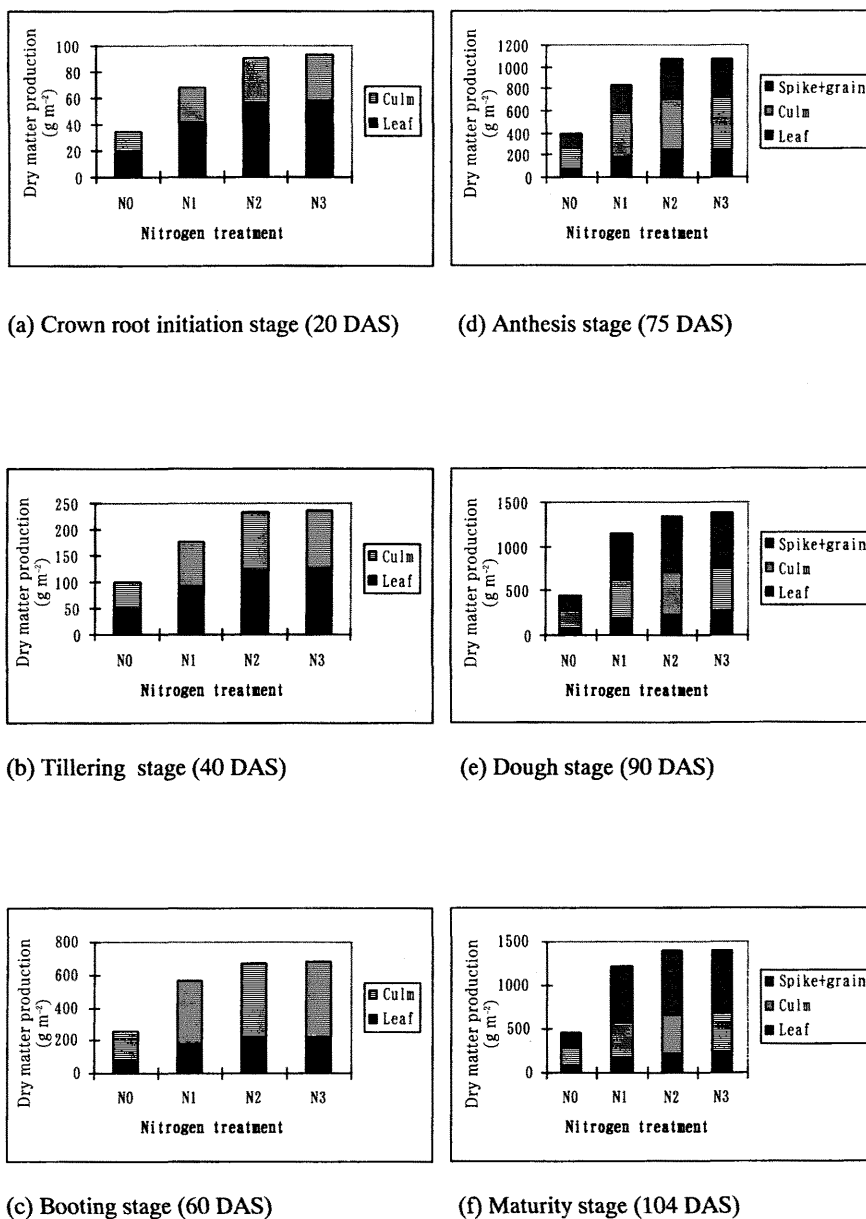 100
80
60
40
20
0
Dry matter production
(g m⁻²)
N0 N1 N2 N3
Nitrogen treatment
Culm
Leaf
(a) Crown root initiation stage (20 DAS)
1200
1000
800
600
400
200
0
Dry matter production
(g m⁻²)
N0 N1 N2 N3
Nitrogen treatment
Spike+grain
Culm
Leaf
(d) Anthesis stage (75 DAS)
250
200
150
100
50
0
Dry matter production
(g m⁻²)
N0 N1 N2 N3
Nitrogen treatment
Culm
Leaf
(b) Tillering stage (40 DAS)
1500
1000
500
0
Dry matter production
(g m⁻²)
N0 N1 N2 N3
Nitrogen treatment
Spike+grain
Culm
Leaf
(e) Dough stage (90 DAS)
800
600
400
200
0
Dry matter production
(g m⁻²)
N0 N1 N2 N3
Nitrogen treatment
Culm
Leaf
(c) Booting stage (60 DAS)
1500
1000
500
0
Dry matter production
(g m⁻²)
N0 N1 N2 N3
Nitrogen treatment
Spike+grain
Culm
Leaf
(f) Maturity stage (104 DAS)